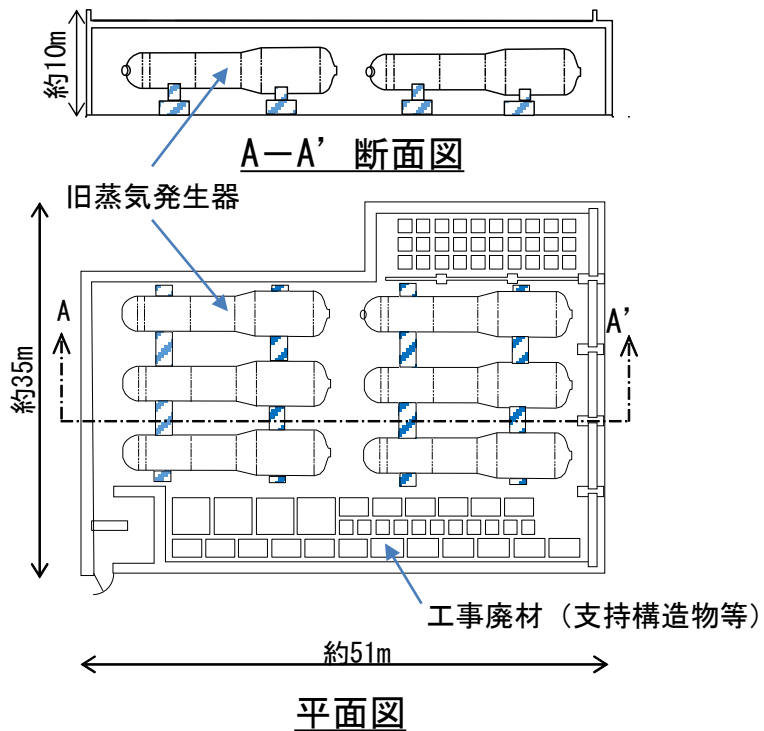 約10m
A－A’ 断面図
旧蒸気発生器
A
A’
約35m
工事廃材（支持構造物等）
約51m
平面図